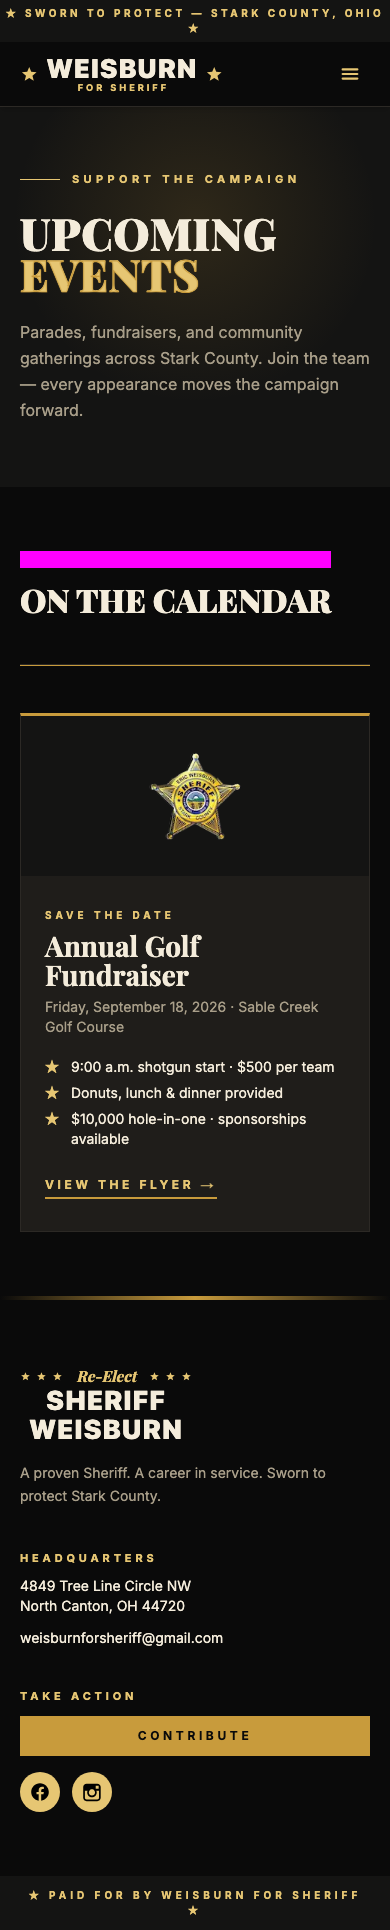 ★ SWORN TO PROTECT — STARK COUNTY, OHIO
★
★ WEISBURN ★
FOR SHERIFF
SUPPORT THE CAMPAIGN
UPCOMING
EVENTS
Parades, fundraisers, and community
gatherings across Stark County. Join the team
— every appearance moves the campaign
forward.
ON THE CALENDAR
ERIC WEISBURN
SHERIFF
STARK COUNTY
SAVE THE DATE
Annual Golf
Fundraiser
Friday, September 18, 2026 · Sable Creek
Golf Course
★ 9:00 a.m. shotgun start · $500 per team
★ Donuts, lunch & dinner provided
★ $10,000 hole-in-one · sponsorships
available
VIEW THE FLYER →
★ ★ ★ Re-Elect ★ ★ ★
SHERIFF
WEISBURN
A proven Sheriff. A career in service. Sworn to
protect Stark County.
HEADQUARTERS
4849 Tree Line Circle NW
North Canton, OH 44720
weisburnforsheriff@gmail.com
TAKE ACTION
CONTRIBUTE
★ PAID FOR BY WEISBURN FOR SHERIFF
★